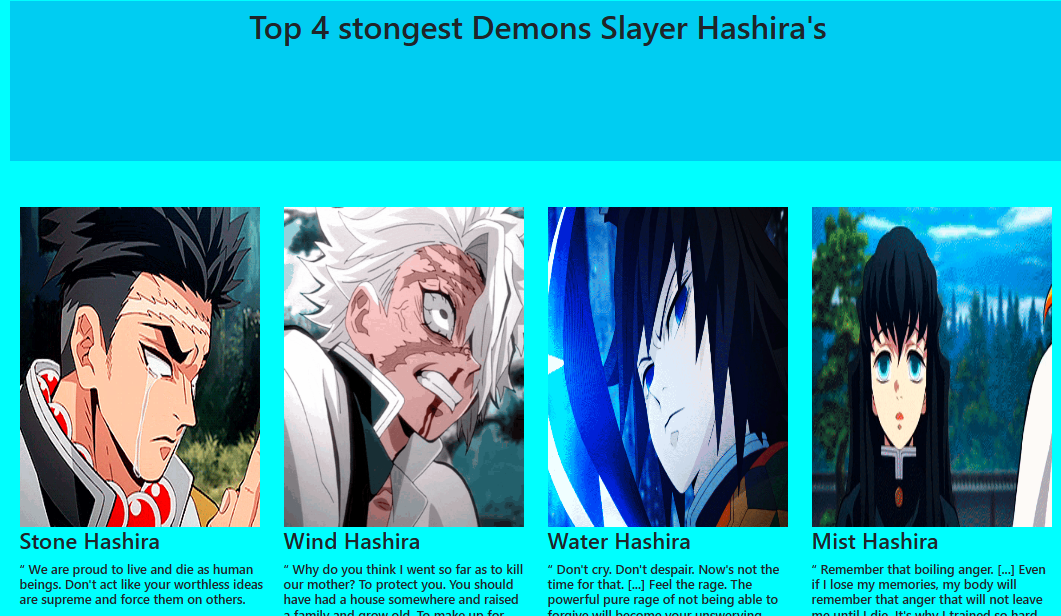 Top 4 stongest Demons Slayer Hashira's
Stone Hashira
“ We are proud to live and die as human
beings. Don't act like your worthless ideas
are supreme and force them on others.
Wind Hashira
“ Why do you think I went so far as to kill
our mother? To protect you. You should
have had a house somewhere and raised
a family and grow old. To make up for
Water Hashira
“ Don't cry. Don't despair. Now's not the
time for that. [...] Feel the rage. The
powerful pure rage of not being able to
forgive will become your unswerving
Mist Hashira
“ Remember that boiling anger. [...] Even
if I lose my memories, my body will
remember that anger that will not leave
me until I die. It's why I trained so hard